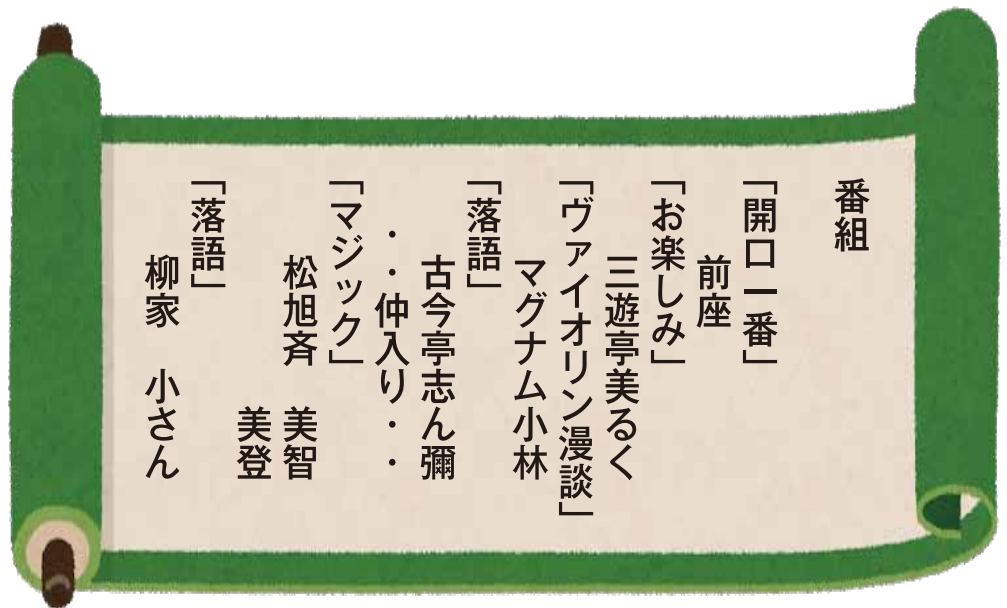 番組
「開口一番」
前座
「お楽しみ」
三遊亭美るく
「ヴァイオリン漫談」
マグナム小林
「落語」
古今亭志ん彌
・・仲入り・・
「マジック」
松旭斉　美智
美登
「落語」
柳家　小さん